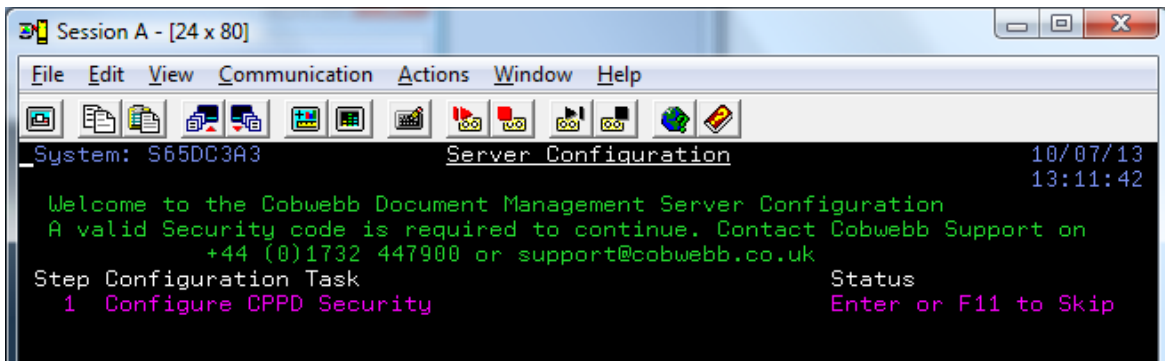 Session A - [24 x 80]
File Edit View Communication Actions Window Help
System: S65DC3A3 Server Configuration 10/07/13
13:11:42
Welcome to the Cobwebb Document Management Server Configuration
A valid Security code is required to continue. Contact Cobwebb Support on
+44 (0)1732 447900 or support@cobwebb.co.uk
Step Configuration Task Status
1 Configure CPPD Security Enter or F11 to Skip